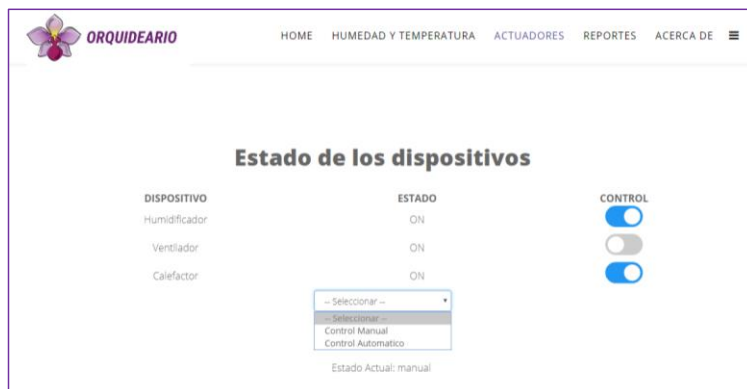 ORQUIDEARIO HOME HUMEDAD Y TEMPERATURA ACTUADORES REPORTES ACERCA DE
Estado de los dispositivos
DISPOSITIVO ESTADO CONTROL
Humidificador ON
Ventilador ON
Calefactor ON
-- Seleccionar --
-- Seleccionar --
Control Manual
Control Automatico
Estado Actual: manual